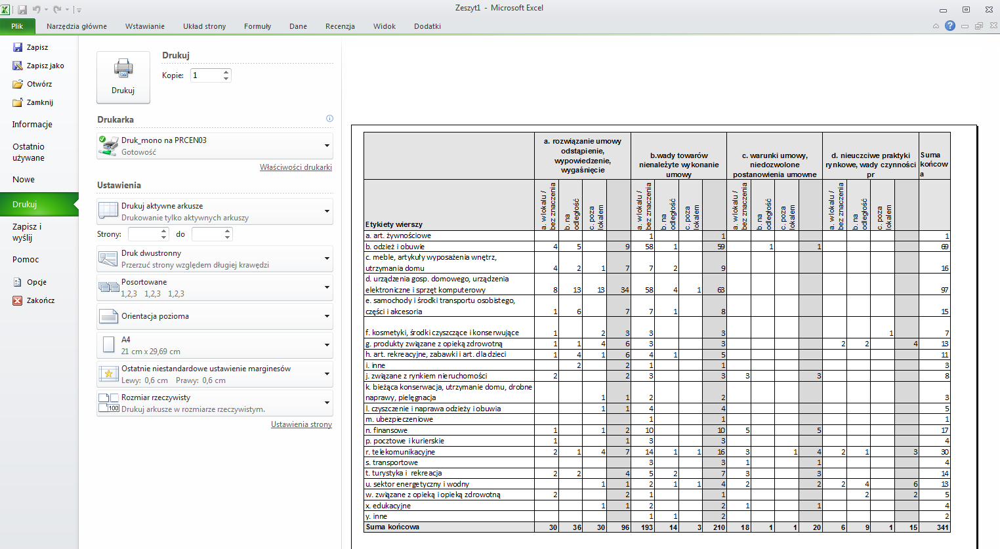 Zeszyt1 - Microsoft Excel
Plik Narzędzia główne Wstawianie Układ strony Formuły Dane Recenzja Widok Dodatki
Zapisz
Zapisz jako
Otwórz
Zamknij
Informacje
Ostatnio
używane
Nowe
Drukuj
Zapisz i
wyślij
Pomoc
Opcje
Zakończ
Drukuj
Drukuj
Kopie: 1
Drukarka
Druk_mono na PRCEN03
Gotowość
Właściwości drukarki
Ustawienia
Drukuj aktywne arkusze
Drukowanie tylko aktywnych arkuszy
Strony: do
Druk dwustronny
Przerzuć strony względem długiej krawędzi
Posortowane
1,2,3 1,2,3 1,2,3
Orientacja pozioma
A4
21 cm x 29,69 cm
Ostatnie niestandardowe ustawienie marginesów
Lewy: 0,6 cm Prawy: 0,6 cm
Rozmiar rzeczywisty
100
Drukuj arkusze w rozmiarze rzeczywistym.
Ustawienia strony
a. rozwiązanie umowy
odstąpienie,
wypowiedzenie,
wygaśnięcie
b.wady towarów
nienależyte wykonanie
umowy
c. warunki umowy,
niedozwolone
postanowienia umowne
d. nieuczciwe praktyki
rynkowe, wady czynności
pr
Suma
końcow
a
Etykiety wierszy
a. w lokalu /
bez znaczenia
b. na
odległość
c. poza
lokalem
a. w lokalu /
bez znaczenia
b. na
odległość
c. poza
lokalem
a. w lokalu /
bez znaczenia
b. na
odległość
c. poza
lokalem
a. w lokalu /
bez znaczenia
b. na
odległość
c. poza
lokalem
a. art. żywnościowe 1 1 1
b. odzież i obuwie 4 5 9 58 1 59 1 1 69
c. meble, artykuły wyposażenia wnętrz,
utrzymania domu 4 2 1 7 7 2 9 16
d. urządzenia gosp. domowego, urządzenia
elektroniczne i sprzęt komputerowy 8 13 13 34 58 4 1 63 97
e. samochody i środki transportu osobistego,
części i akcesoria 1 6 7 7 1 8 15
f. kosmetyki, środki czyszczące i konserwujące 1 2 3 3 3 1 7
g. produkty związane z opieką zdrowotną 1 1 4 6 3 3 2 2 4 13
h. art. rekreacyjne, zabawki i art. dla dzieci 1 4 1 6 4 1 5 11
i. inne 2 2 1 1 3
j. związane z rynkiem nieruchomości 2 2 3 3 3 3 8
k. bieżąca konserwacja, utrzymanie domu, drobne
naprawy, pielęgnacja 1 1 2 2 3
l. czyszczenie i naprawa odzieży i obuwia 1 1 4 4 5
m. ubezpieczeniowe 1 1 1
n. finansowe 1 1 2 10 10 5 5 17
p. pocztowe i kurierskie 1 1 3 3 4
r. telekomunikacyjne 2 1 4 7 14 1 1 16 3 1 4 2 1 3 30
s. transportowe 3 3 1 1 4
t. turystyka i rekreacja 2 2 4 5 2 7 3 3 14
u. sektor energetyczny i wodny 1 1 2 1 1 4 2 2 2 4 6 13
w. związane z opieką i opieką zdrowotną 2 2 1 1 2 2 5
x. edukacyjne 1 1 2 2 1 1 4
y. inne 1 1 2 2
Suma końcowa 30 36 30 96 193 14 3 210 18 1 1 20 6 9 1 15 341